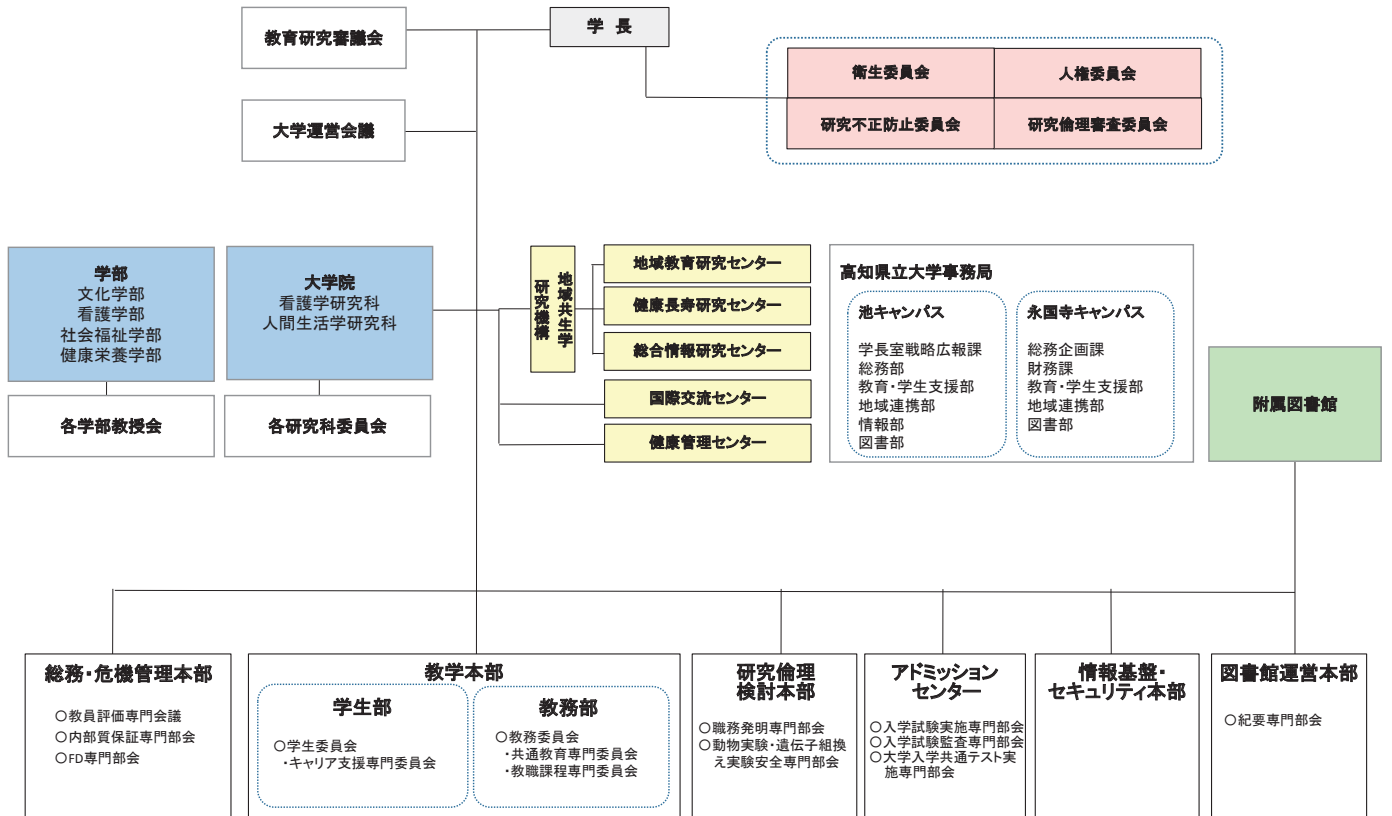 学 長
教育研究審議会
大学運営会議
衛生委員会
人権委員会
研究不正防止委員会
研究倫理審査委員会
学部
文化学部
看護学部
社会福祉学部
健康栄養学部
各学部教授会
大学院
看護学研究科
人間生活学研究科
各研究科委員会
地域共生学
研究機構
地域教育研究センター
健康長寿研究センター
総合情報研究センター
国際交流センター
健康管理センター
高知県立大学事務局
池キャンパス
学長室戦略広報課
総務部
教育・学生支援部
地域連携部
情報部
図書部
永国寺キャンパス
総務企画課
財務課
教育・学生支援部
地域連携部
図書部
附属図書館
総務・危機管理本部
○教員評価専門会議
○内部質保証専門部会
○FD専門部会
教学本部
学生部
○学生委員会
・キャリア支援専門委員会
教務部
○教務委員会
・共通教育専門委員会
・教職課程専門委員会
研究倫理
検討本部
○職務発明専門部会
○動物実験・遺伝子組換
え実験安全専門部会
アドミッション
センター
○入学試験実施専門部会
○入学試験監査専門部会
○大学入学共通テスト実
施専門部会
情報基盤・
セキュリティ本部
図書館運営本部
○紀要専門部会